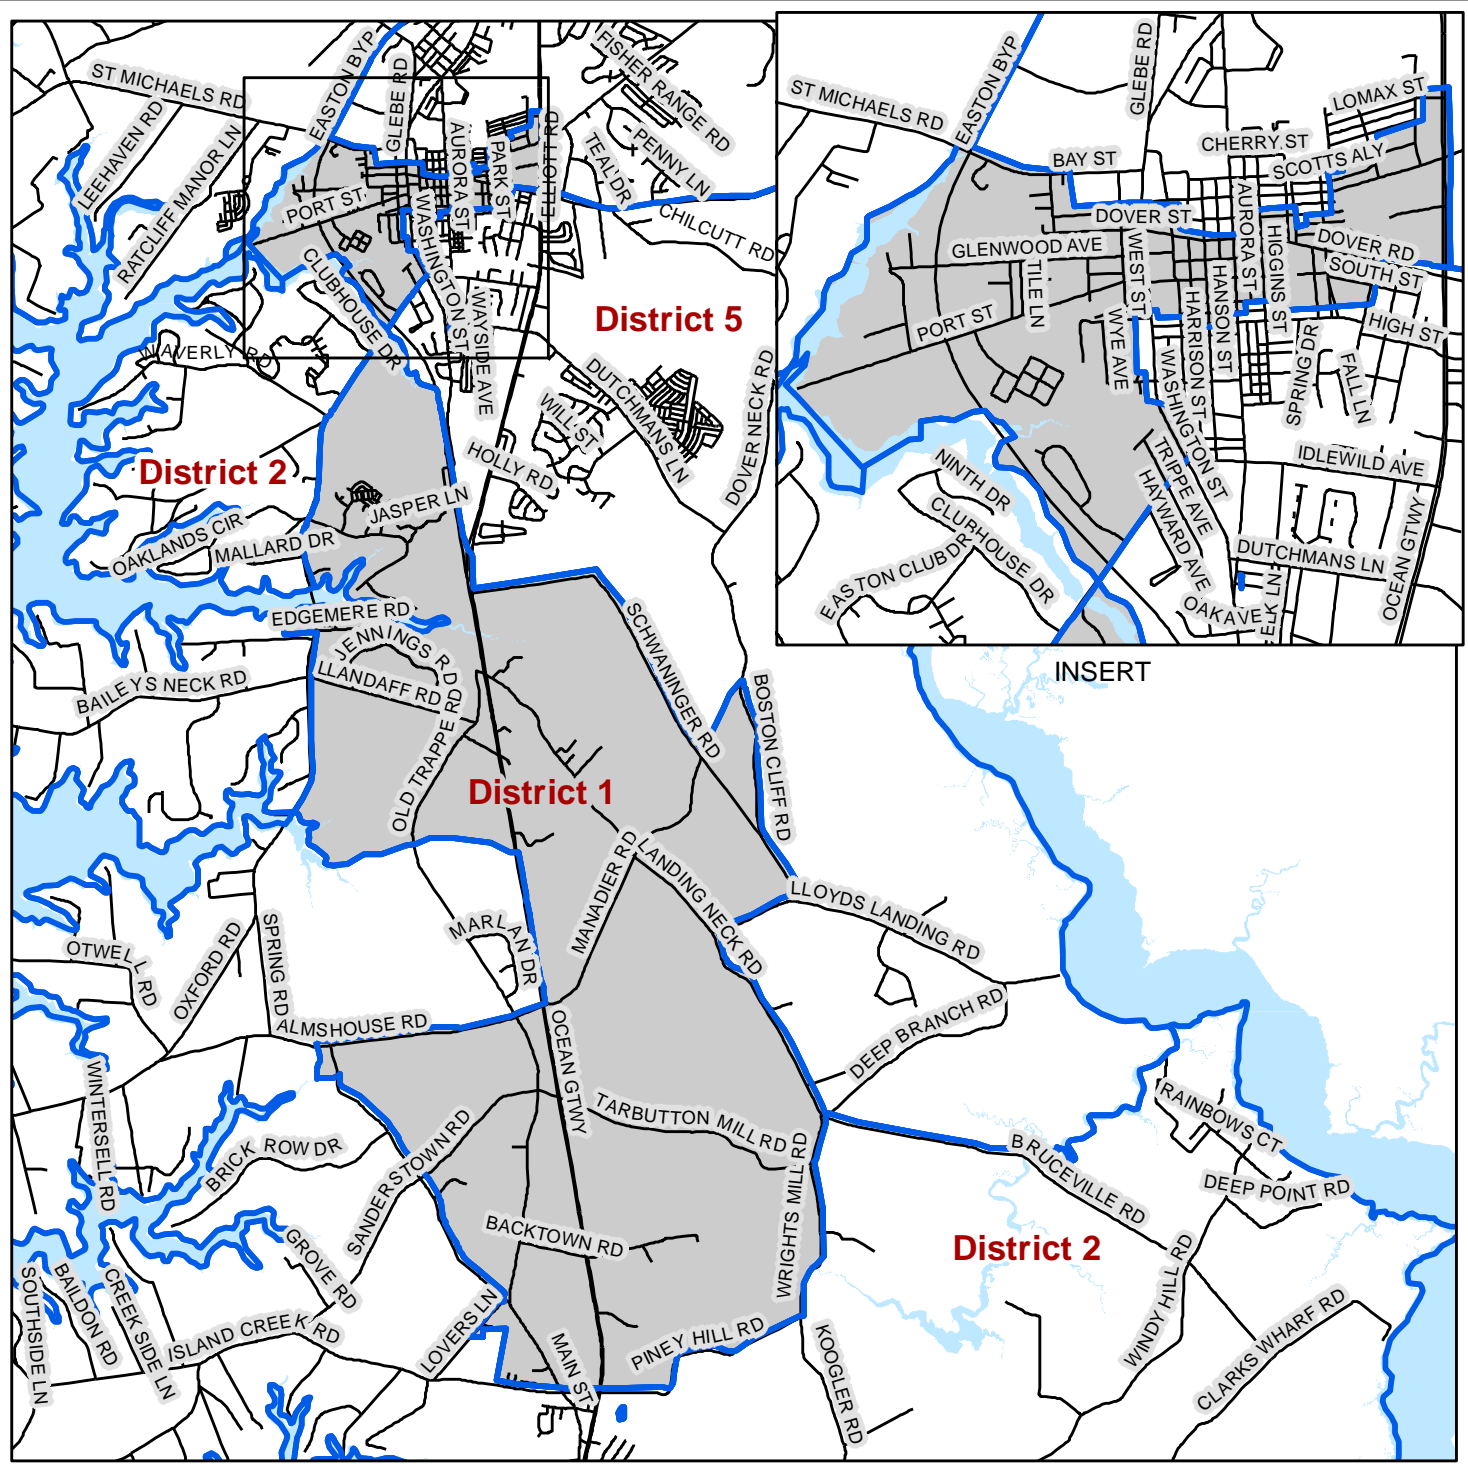 ST MICHAELS RD
EASTON BYP
GLEBE RD
FISHER RANGE RD
LEEHAVEN RD
RATCLIFF MANOR LN
AURORA ST
PARK ST
ELLIOTT RD
TEAL DR
PENNY LN
PORT ST
WASHINGTON ST
CHILCUTT RD
CLUBHOUSE DR
WAYSIDE AVE
District 5
WAVERLY RD
DUTCHMANS LN
WILL ST
DOVER NECK RD
HOLLY RD
District 2
JASPER LN
OAKLANDS CIR
MALLARD DR
EDGEMERE RD
JENNINGS RD
LLANDAFF RD
BAILEYS NECK RD
OLD TRAPPE RD
SCHWANINGER RD
BOSTON CLIFF RD
District 1
MANADIER RD
LANDING NECK RD
LLOYDS LANDING RD
MARLAN DR
OTWELL RD
OXFORD RD
SPRING RD
ALMSHOUSE RD
OCEAN GTWY
DEEP BRANCH RD
WINTERSELL RD
TARBUTTON MILL RD
RAINBOWS CT
BRICK ROW DR
SANDERSTOWN RD
WRIGHTS MILL RD
BRUCEVILLE RD
DEEP POINT RD
BACKTOWN RD
District 2
GROVE RD
WINDY HILL RD
SOUTHSIDE LN
BAILDON RD
CREEK SIDE LN
ISLAND CREEK RD
LOVERS LN
MAIN ST
PINEY HILL RD
KOOGLER RD
CLARKS WHARF RD
ST MICHAELS RD
EASTON BYP
GLEBE RD
LOMAX ST
CHERRY ST
SCOTTS ALY
BAY ST
DOVER ST
AURORA ST
HIGGINS ST
DOVER RD
SOUTH ST
GLENWOOD AVE
TILE LN
WEST ST
HANSON ST
HARRISON ST
PORT ST
WYE AVE
WASHINGTON ST
SPRING DR
FALL LN
HIGH ST
TRIPPE AVE
HAYWARD AVE
IDLEWILD AVE
NINTH DR
CLUBHOUSE DR
EASTON CLUB DR
DUTCHMANS LN
OCEAN GTWY
OAK AVE
ELK LN
INSERT